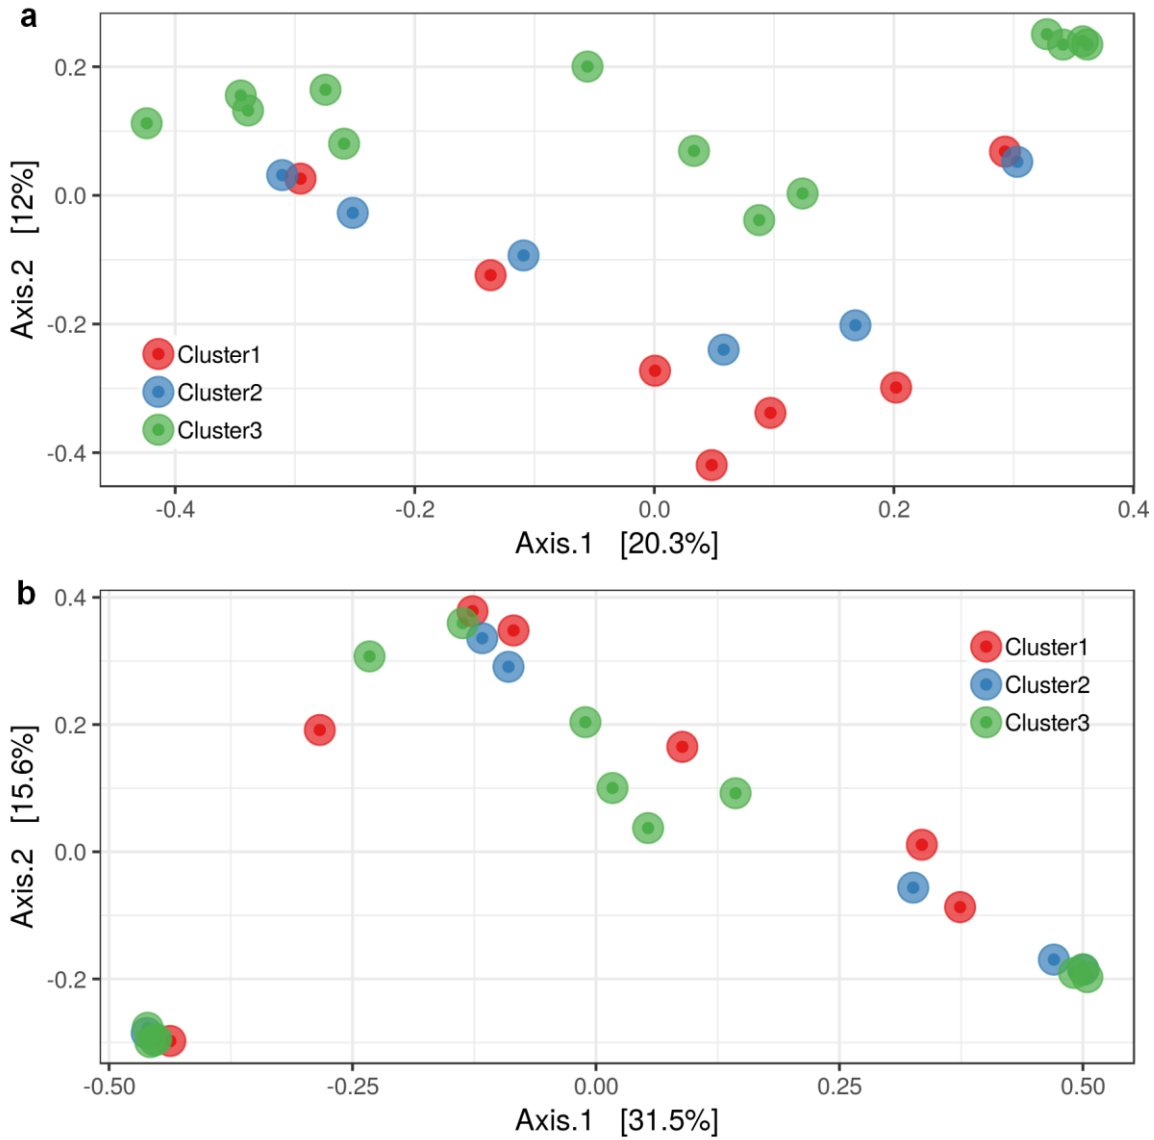 a
0.2
0.0
-0.2
-0.4
Axis.2 [12%]
Cluster1
Cluster2
Cluster3
-0.4 -0.2 0.0 0.2 0.4
Axis.1 [20.3%]
b
0.4
0.2
0.0
-0.2
Axis.2 [15.6%]
Cluster1
Cluster2
Cluster3
-0.50 -0.25 0.00 0.25 0.50
Axis.1 [31.5%]